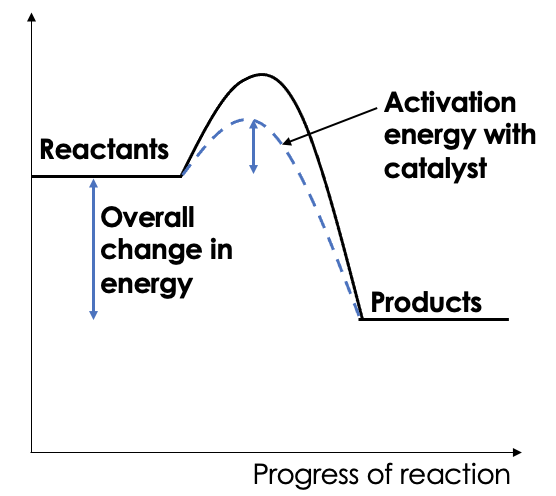 Reactants
Overall
change in
energy
Activation
energy with
catalyst
Products
Progress of reaction